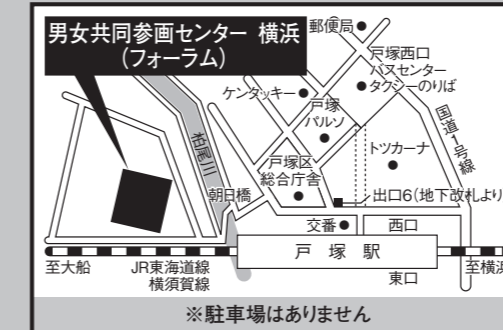 男女共同参画センター 横浜
(フォーラム)
郵便局
戸塚西口
バスセンター
タクシーのりば
ケンタッキー
戸塚
パルソ
国道1号線
柏尾川
トツカーナ
戸塚区
総合庁舎
朝日橋
出口6(地下改札より)
交番
西口
戸塚駅
至大船
JR東海道線
横須賀線
東口
至横浜
※駐車場はありません